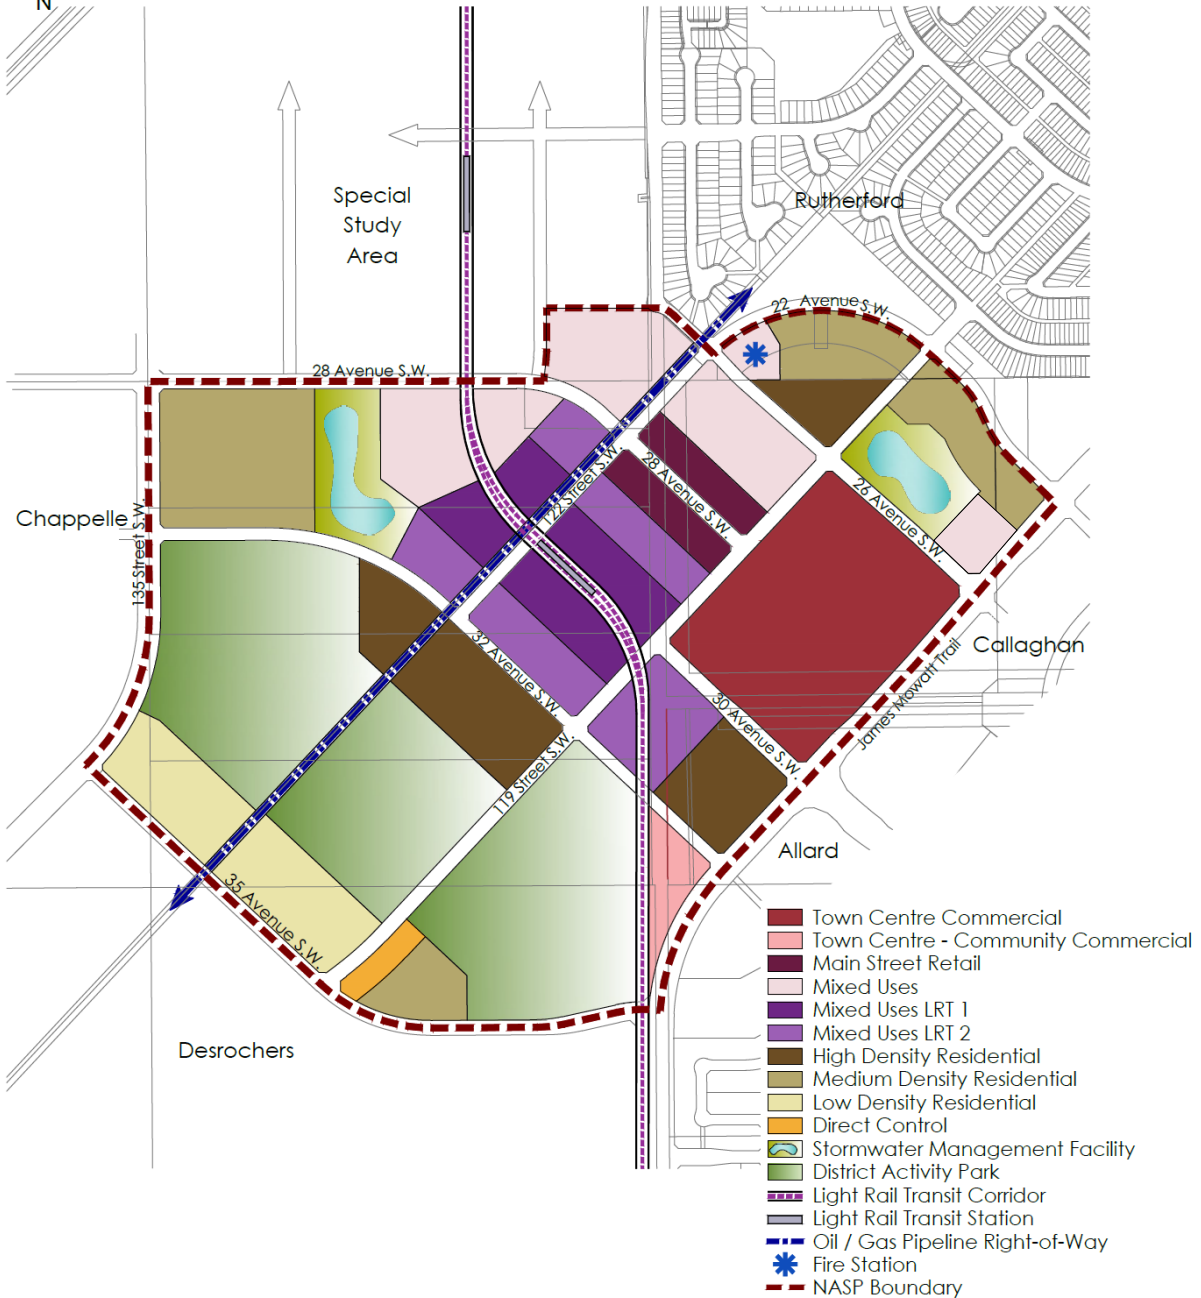 N
Special
Study
Area
Rutherford
22 Avenue S.W.
28 Avenue S.W.
122 Street S.W.
28 Avenue S.W.
26 Avenue S.W.
Chappelle
135 Street S.W.
32 Avenue S.W.
Callaghan
James Mowatt Trail
30 Avenue S.W.
119 Street S.W.
Allard
35 Avenue S.W.
Desrochers
Town Centre Commercial
Town Centre - Community Commercial
Main Street Retail
Mixed Uses
Mixed Uses LRT 1
Mixed Uses LRT 2
High Density Residential
Medium Density Residential
Low Density Residential
Direct Control
Stormwater Management Facility
District Activity Park
Light Rail Transit Corridor
Light Rail Transit Station
Oil / Gas Pipeline Right-of-Way
Fire Station
NASP Boundary